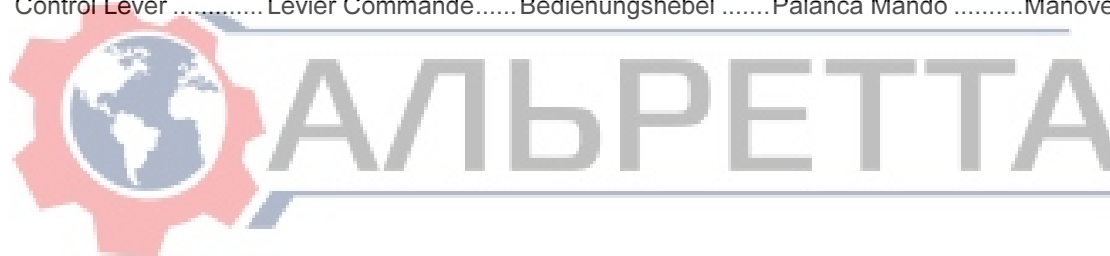 Control Lever ............ Levier Commande...... Bedienungshebel ....... Palanca Mando .......... 
АЛЬРЕТТА